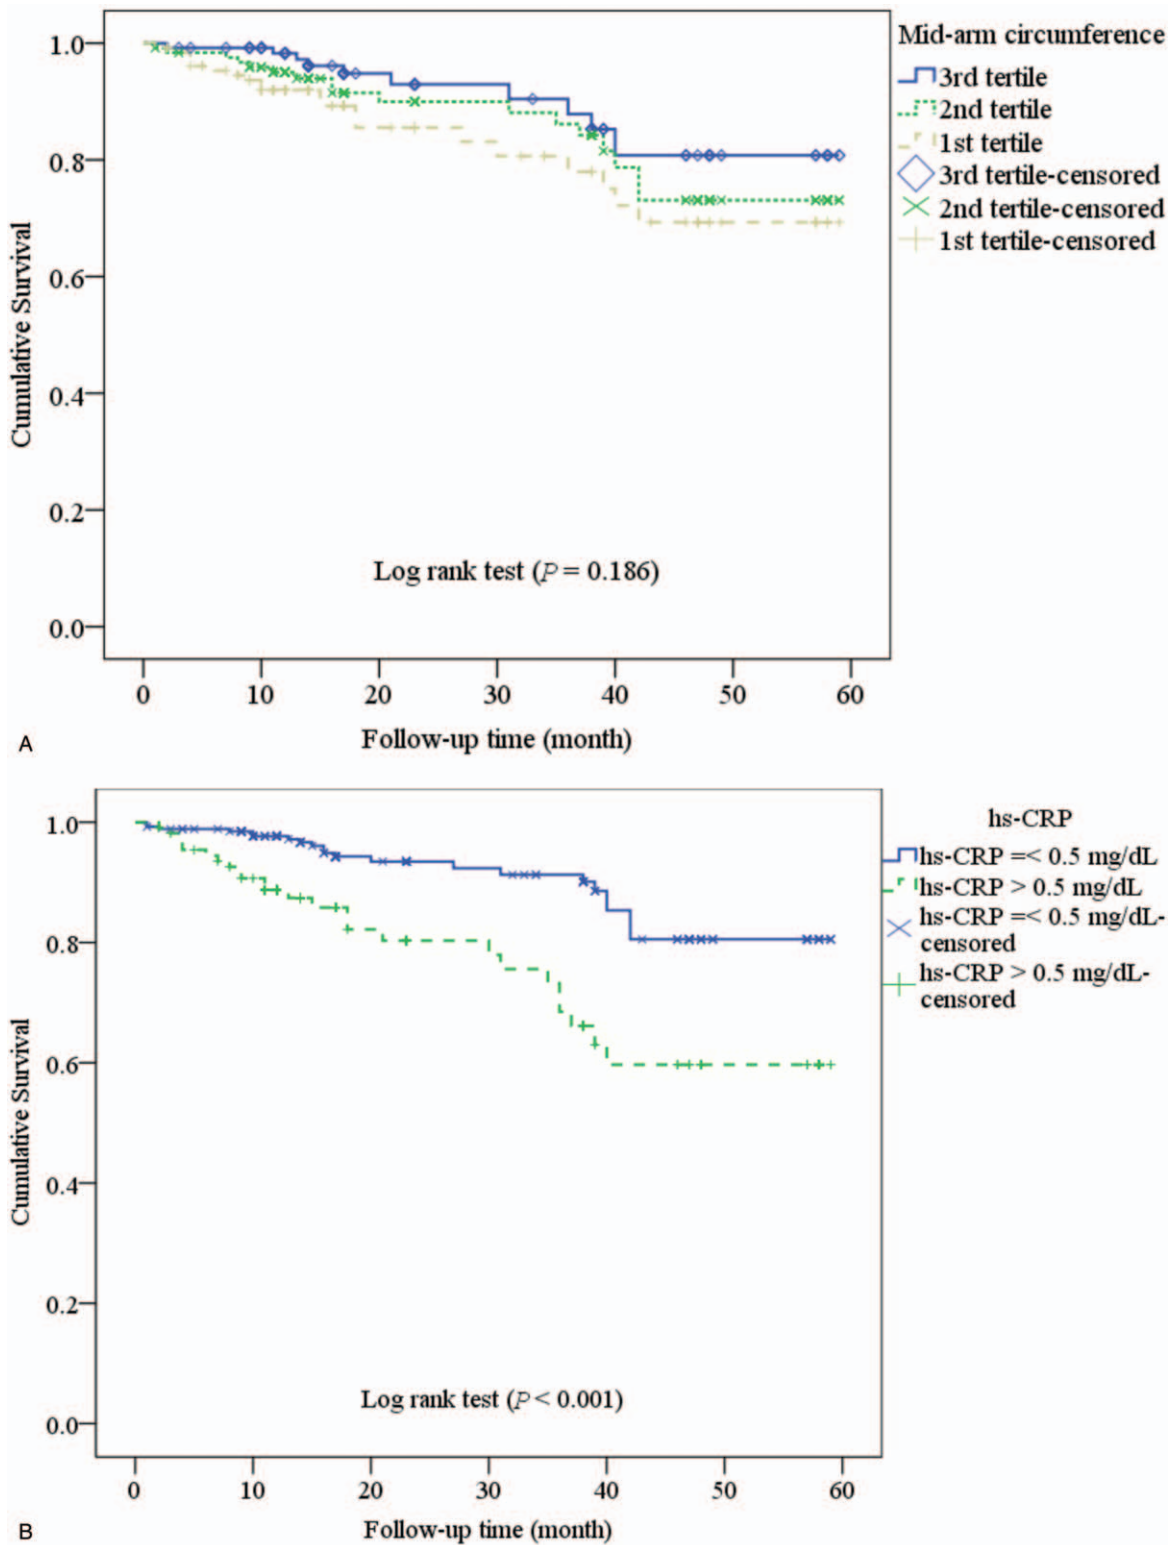 Mid-arm circumference
3rd tertile
2nd tertile
1st tertile
3rd tertile-censored
2nd tertile-censored
1st tertile-censored
Cumulative Survival
1.0
0.8
0.6
0.4
0.2
0.0
Log rank test (P = 0.186)
0 10 20 30 40 50 60
Follow-up time (month)
A
hs-CRP
hs-CRP =< 0.5 mg/dL
hs-CRP > 0.5 mg/dL
hs-CRP =< 0.5 mg/dL-
censored
hs-CRP > 0.5 mg/dL-
censored
Cumulative Survival
1.0
0.8
0.6
0.4
0.2
0.0
Log rank test (P < 0.001)
0 10 20 30 40 50 60
Follow-up time (month)
B